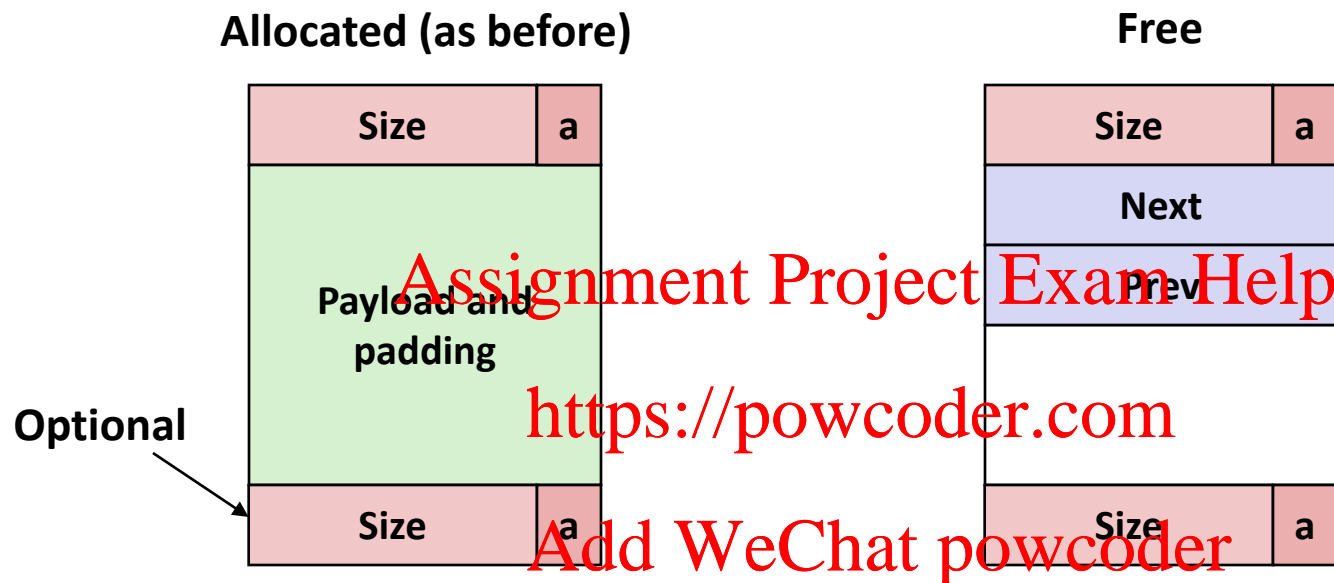 Allocated (as before)
Free
Size a
Size a
Next
Prev
Payload and
padding
Assignment Project Exam Help
https://powcoder.com
Optional
Size a
Size a
Add WeChat powcoder